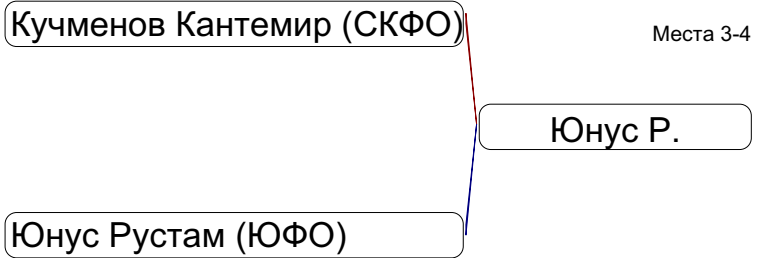 Кучменов Кантемир (СКФО)
Места 3-4
Юнус Р.
Юнус Рустам (ЮФО)